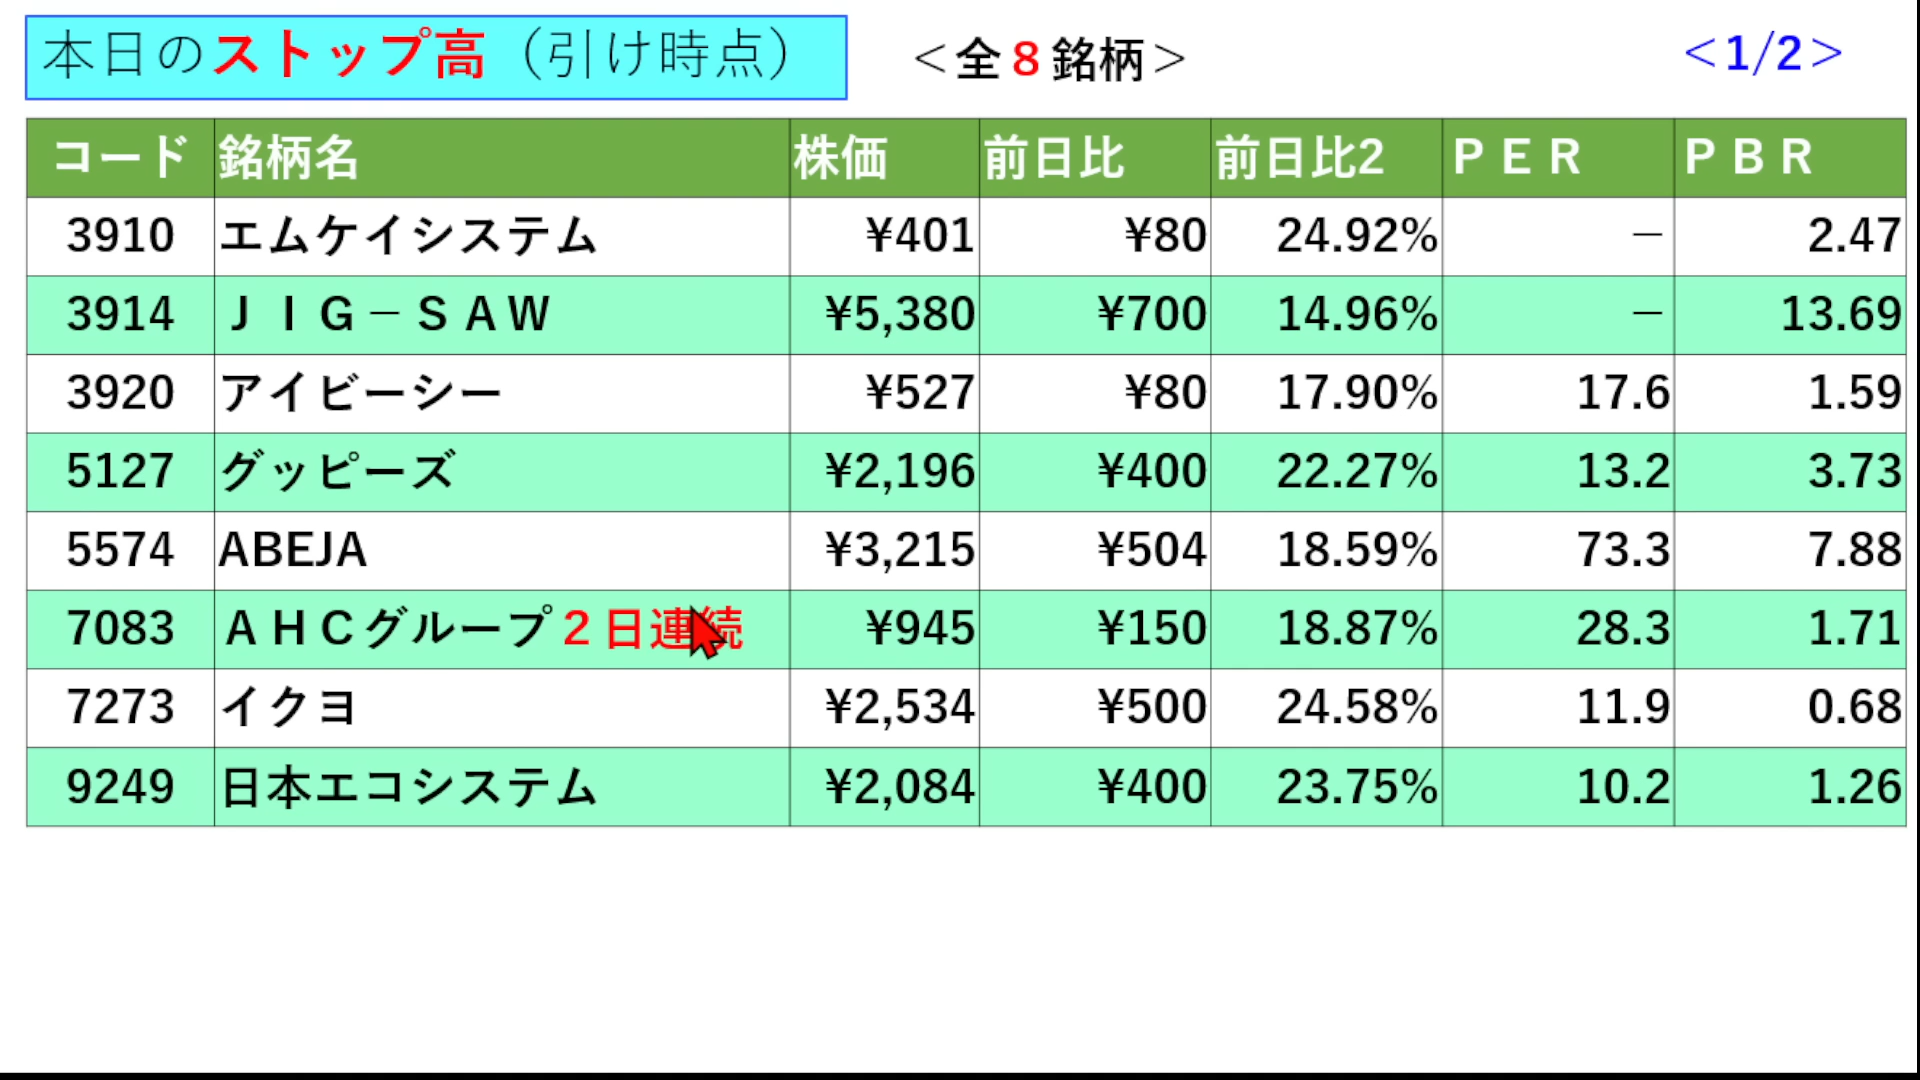 本日のストップ高（引け時点）
＜全８銘柄＞
＜1/2＞
コード 銘柄名 株価 前日比 前日比2 ＰＥＲ ＰＢＲ
3910 エムケイシステム ¥401 ¥80 24.92% － 2.47
3914 ＪＩＧ－ＳＡＷ ¥5,380 ¥700 14.96% － 13.69
3920 アイビーシー ¥527 ¥80 17.90% 17.6 1.59
5127 グッピーズ ¥2,196 ¥400 22.27% 13.2 3.73
5574 ABEJA ¥3,215 ¥504 18.59% 73.3 7.88
7083 ＡＨＣグループ２日連続 ¥945 ¥150 18.87% 28.3 1.71
7273 イクヨ ¥2,534 ¥500 24.58% 11.9 0.68
9249 日本エコシステム ¥2,084 ¥400 23.75% 10.2 1.26